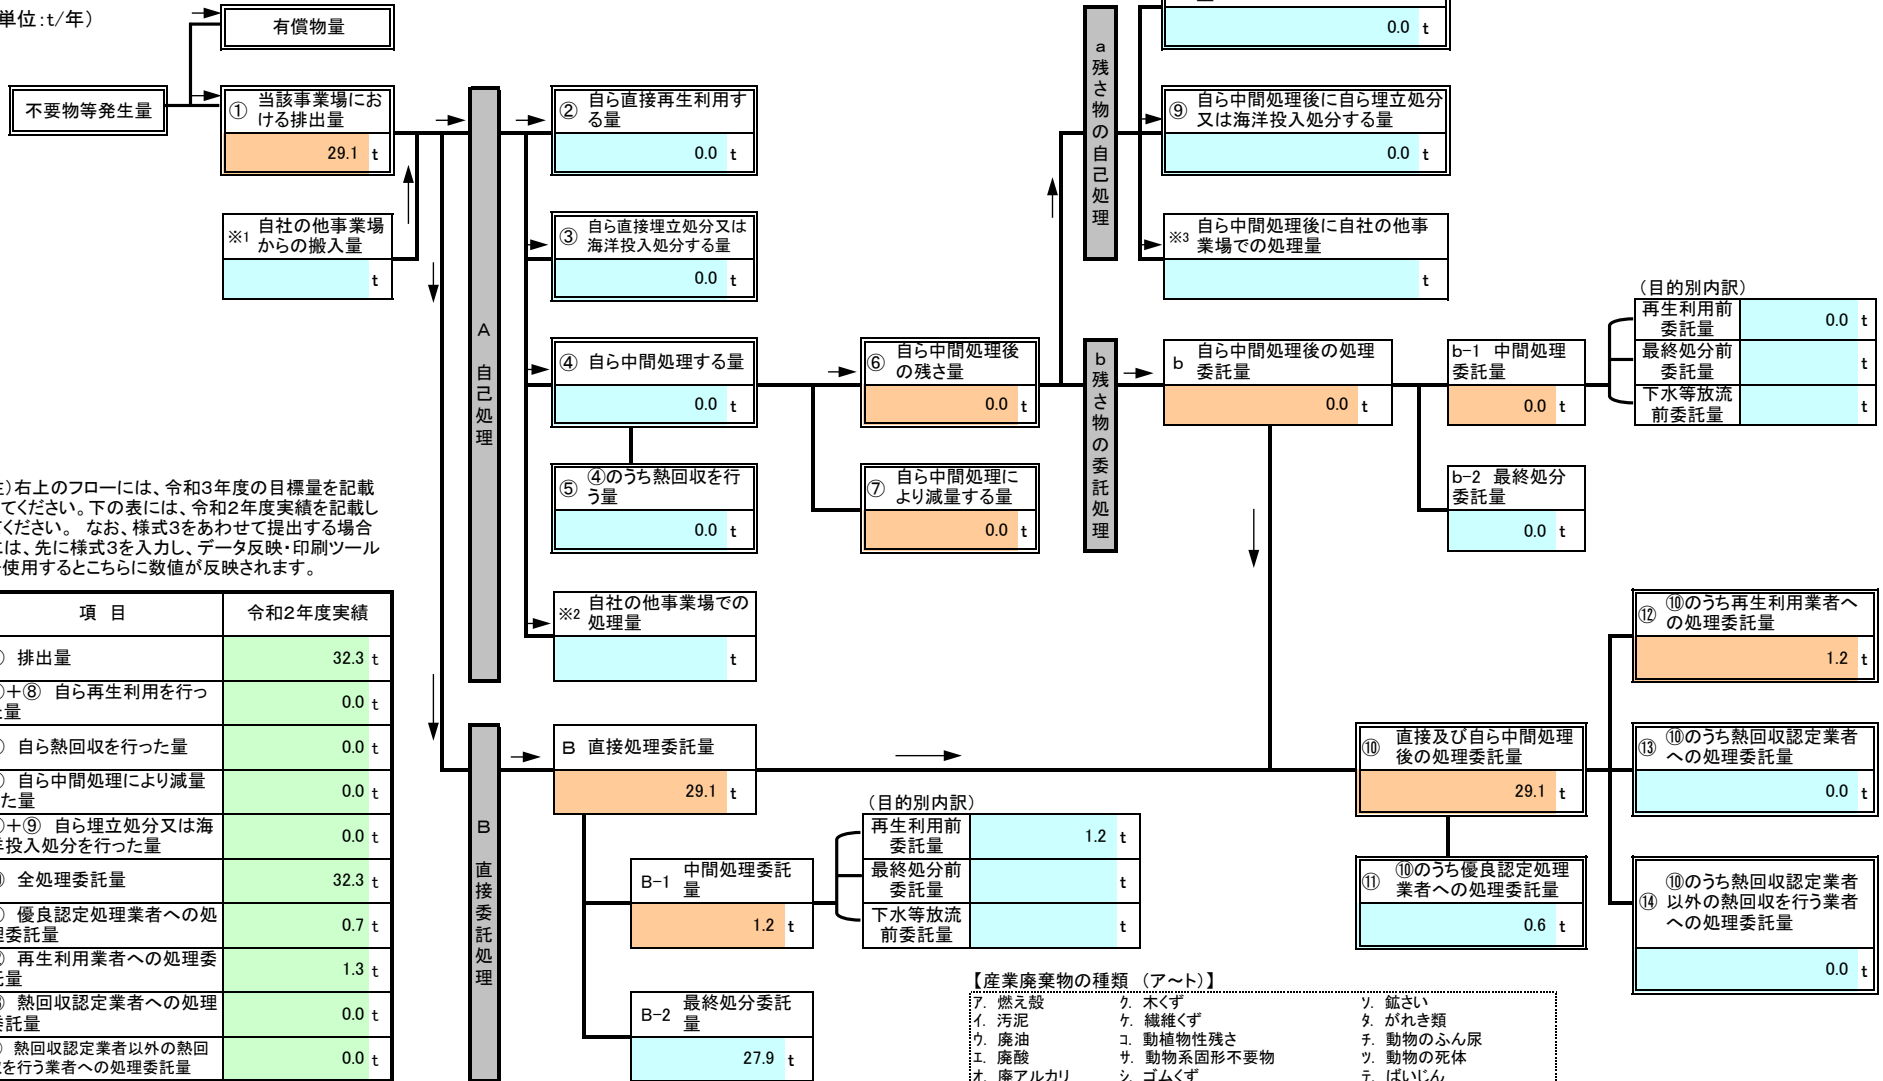 単位:t/年)
有償物量
不要物等発生量
① 当該事業場にお
ける排出量
29.1 t
※1 自社の他事業場
からの搬入量
t
A 自己処理
② 自ら直接再生利用す
る量
0.0 t
③ 自ら直接埋立処分又は
海洋投入処分する量
0.0 t
④ 自ら中間処理する量
0.0 t
⑤ ④のうち熱回収を行
う量
0.0 t
※2 自社の他事業場での
処理量
t
⑥ 自ら中間処理後
の残さ量
0.0 t
⑦ 自ら中間処理に
より減量する量
0.0 t
a 残さ物の自己処理
0.0 t
⑨ 自ら中間処理後に自ら埋立処分
又は海洋投入処分する量
0.0 t
※3 自ら中間処理後に自社の他事
業場での処理量
t
b 残さ物の委託処理
b 自ら中間処理後の処理
委託量
0.0 t
b-1 中間処理
委託量
0.0 t
b-2 最終処分
委託量
0.0 t
(目的別内訳)
再生利用前
委託量
0.0 t
最終処分前
委託量
t
下水等放流
前委託量
t
)右上のフローには、令和3年度の目標量を記載
てください。下の表には、令和2年度実績を記載し
ください。 なお、様式3をあわせて提出する場合
は、先に様式3を入力し、データ反映・印刷ツール
使用するとこちらに数値が反映されます。
項 目 令和2年度実績
) 排出量 32.3 t
)+⑧ 自ら再生利用を行っ
量
0.0 t
) 自ら熱回収を行った量 0.0 t
) 自ら中間処理により減量
た量
0.0 t
)+⑨ 自ら埋立処分又は海
投入処分を行った量
0.0 t
) 全処理委託量 32.3 t
) 優良認定処理業者への処
委託量
0.7 t
) 再生利用業者への処理委
量
1.3 t
) 熱回収認定業者への処理
託量
0.0 t
) 熱回収認定業者以外の熱回
を行う業者への処理委託量
0.0 t
B 直接委託処理
B 直接処理委託量
29.1 t
B-1 中間処理委託
量
1.2 t
B-2 最終処分委託
量
27.9 t
(目的別内訳)
再生利用前
委託量
1.2 t
最終処分前
委託量
t
下水等放流
前委託量
t
⑩ 直接及び自ら中間処理
後の処理委託量
29.1 t
⑪ ⑩のうち優良認定処理
業者への処理委託量
0.6 t
⑫ ⑩のうち再生利用業者へ
の処理委託量
1.2 t
⑬ ⑩のうち熱回収認定業者
への処理委託量
0.0 t
⑭ ⑩のうち熱回収認定業者
以外の熱回収を行う業者
への処理委託量
0.0 t
【産業廃棄物の種類 (ア~ト)】
ア. 燃え殻 ク. 木くず ソ. 鉱さい
イ. 汚泥 ケ. 繊維くず タ. がれき類
ウ. 廃油 コ. 動植物性残さ チ. 動物のふん尿
エ. 廃酸 サ. 動物系固形不要物 ツ. 動物の死体
オ. 廃アルカリ シ. ゴムくず テ. ばいじん